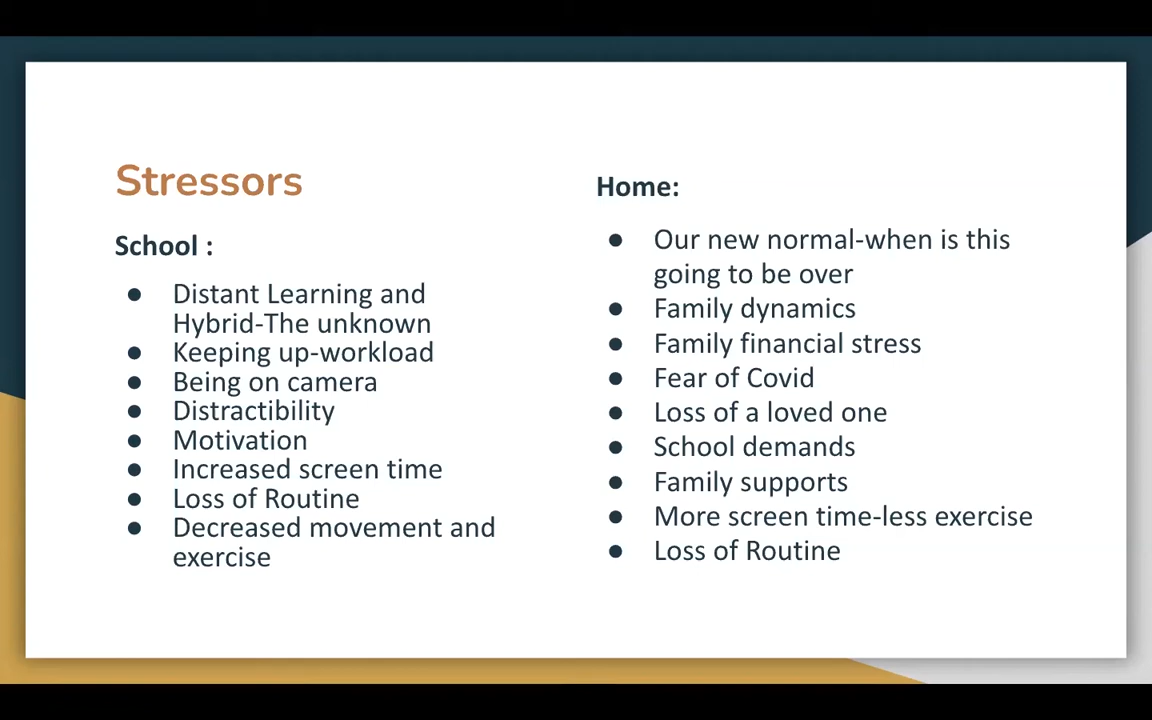 Stressors
School :
● Distant Learning and
Hybrid-The unknown
● Keeping up-workload
● Being on camera
● Distractibility
● Motivation
● Increased screen time
● Loss of Routine
● Decreased movement and
exercise
Home:
● Our new normal-when is this
going to be over
● Family dynamics
● Family financial stress
● Fear of Covid
● Loss of a loved one
● School demands
● Family supports
● More screen time-less exercise
● Loss of Routine